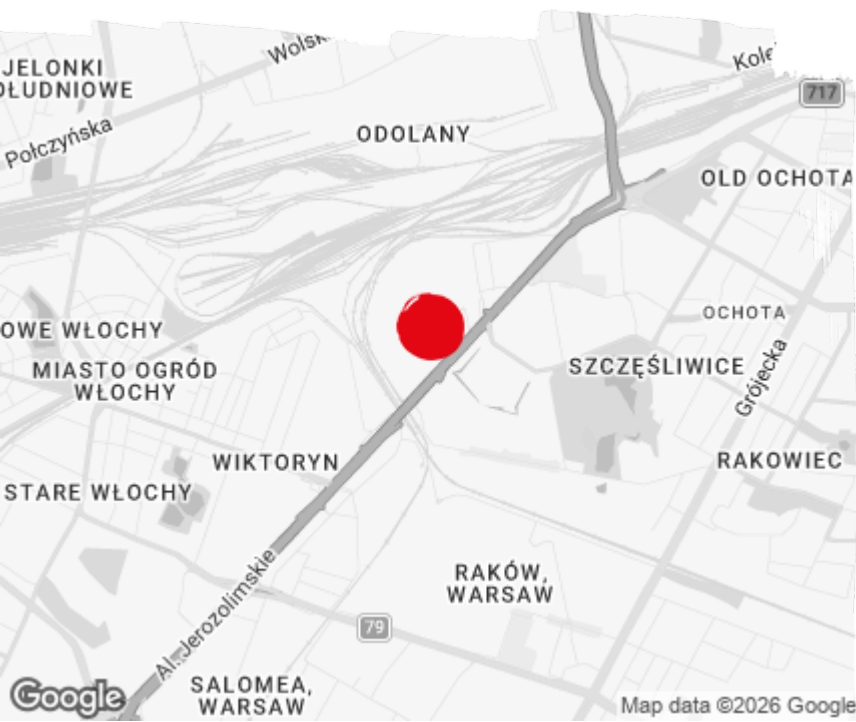 Wolsk
Kole
JELONKI
OŁUDNIOWE
717
Połczyńska
ODOLANY
OLD OCHOTA
OCHOTA
OWE WŁOCHY
MIASTO OGRÓD
WŁOCHY
SZCZĘŚLIWICE
Grójecka
WIKTORYN
RAKOWIEC
STARE WŁOCHY
RAKÓW,
WARSAW
Al. Jerozolimskie
79
SALOMEA,
WARSAW
Google
Map data ©2026 Google